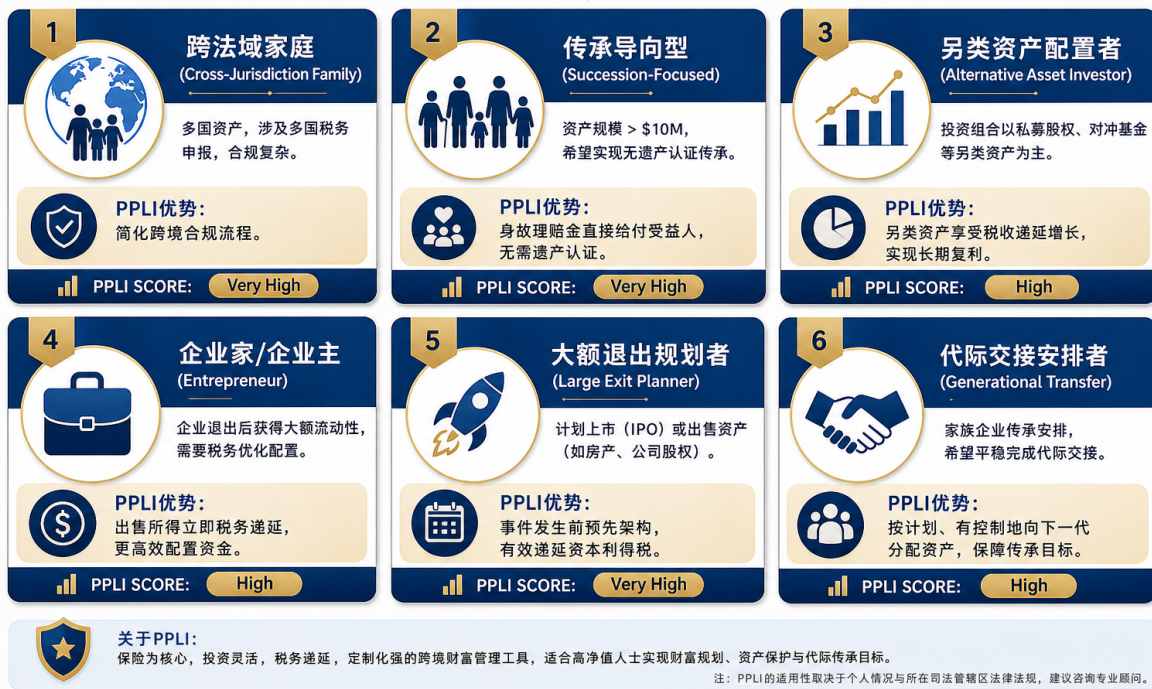 1
跨法域家庭
(Cross-Jurisdiction Family)
多国资产，涉及多国税务
申报，合规复杂。
PPLI优势：
简化跨境合规流程。
PPLI SCORE: Very High
2
传承导向型
(Succession-Focused)
资产规模 > $10M，
希望实现无遗产认证传承。
PPLI优势：
身故理赔金直接给付受益人，
无需遗产认证。
PPLI SCORE: Very High
3
另类资产配置者
(Alternative Asset Investor)
投资组合以私募股权、对冲基金
等另类资产为主。
PPLI优势：
另类资产享受税收递延增长，
实现长期复利。
PPLI SCORE: High
4
企业家/企业主
(Entrepreneur)
企业退出后获得大额流动性，
需要税务优化配置。
PPLI优势：
$
出售所得立即税务递延，
更高效配置资金。
PPLI SCORE: High
5
大额退出规划者
(Large Exit Planner)
计划上市（IPO）或出售资产
（如房产、公司股权）。
PPLI优势：
事件发生前预先架构，
有效递延资本利得税。
PPLI SCORE: Very High
6
代际交接安排者
(Generational Transfer)
家族企业传承安排，
希望平稳完成代际交接。
PPLI优势：
按计划、有控制地向下一代
分配资产，保障传承目标。
PPLI SCORE: High
关于PPLI：
保险为核心，投资灵活，税务递延，定制化强的跨境财富管理工具，适合高净值人士实现财富规划、资产保护与代际传承目标。
注：PPLI的适用性取决于个人情况与所在司法管辖区法律法规，建议咨询专业顾问。